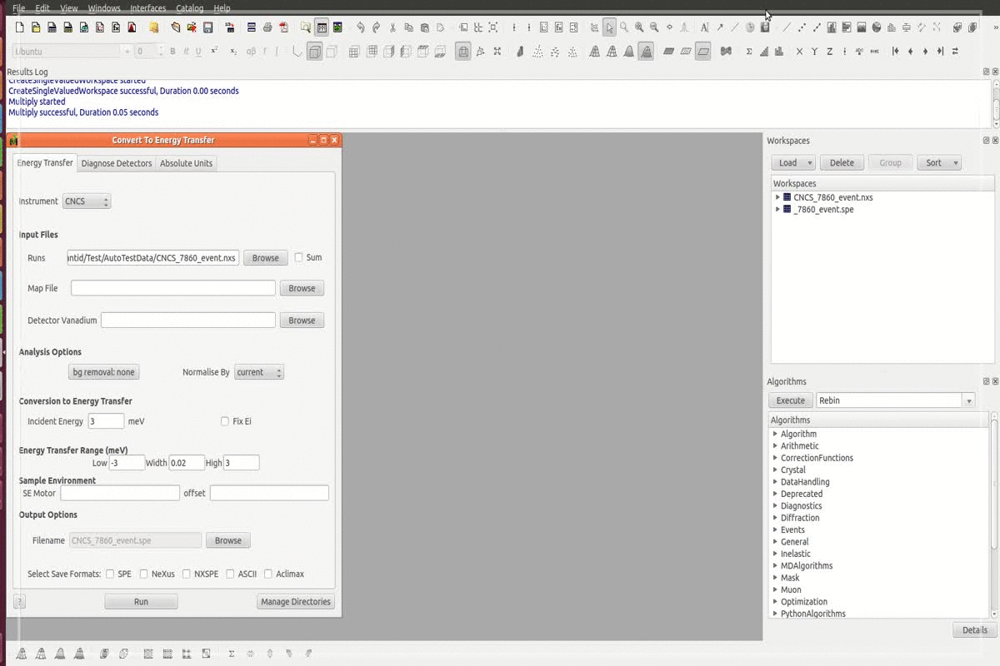 File Edit View Windows Interfaces Catalog Help
Ubuntu 0 B It U x² x₂ αβ Γ
Σ X Y Z
Results Log
CreateSingleValuedWorkspace started
CreateSingleValuedWorkspace successful, Duration 0.00 seconds
Multiply started
Multiply successful, Duration 0.05 seconds
Convert To Energy Transfer
Energy Transfer Diagnose Detectors Absolute Units
Instrument CNCS
Input Files
Runs antid/Test/AutoTestData/CNCS_7860_event.nxs Browse Sum
Map File Browse
Detector Vanadium Browse
Analysis Options
bg removal: none Normalise By current
Conversion to Energy Transfer
Incident Energy 3 meV Fix Ei
Energy Transfer Range (meV)
Low -3 Width 0.02 High 3
Sample Environment
SE Motor offset
Output Options
Filename CNCS_7860_event.spe Browse
Select Save Formats: SPE NeXus NXSPE ASCII Aclimax
? Run Manage Directories
Workspaces
Load Delete Group Sort
Workspaces
CNCS_7860_event.nxs
_7860_event.spe
Algorithms
Execute Rebin
Algorithms
Algorithm
Arithmetic
CorrectionFunctions
Crystal
DataHandling
Deprecated
Diagnostics
Diffraction
Events
General
Inelastic
MDAlgorithms
Mask
Muon
Optimization
PythonAlgorithms
Details